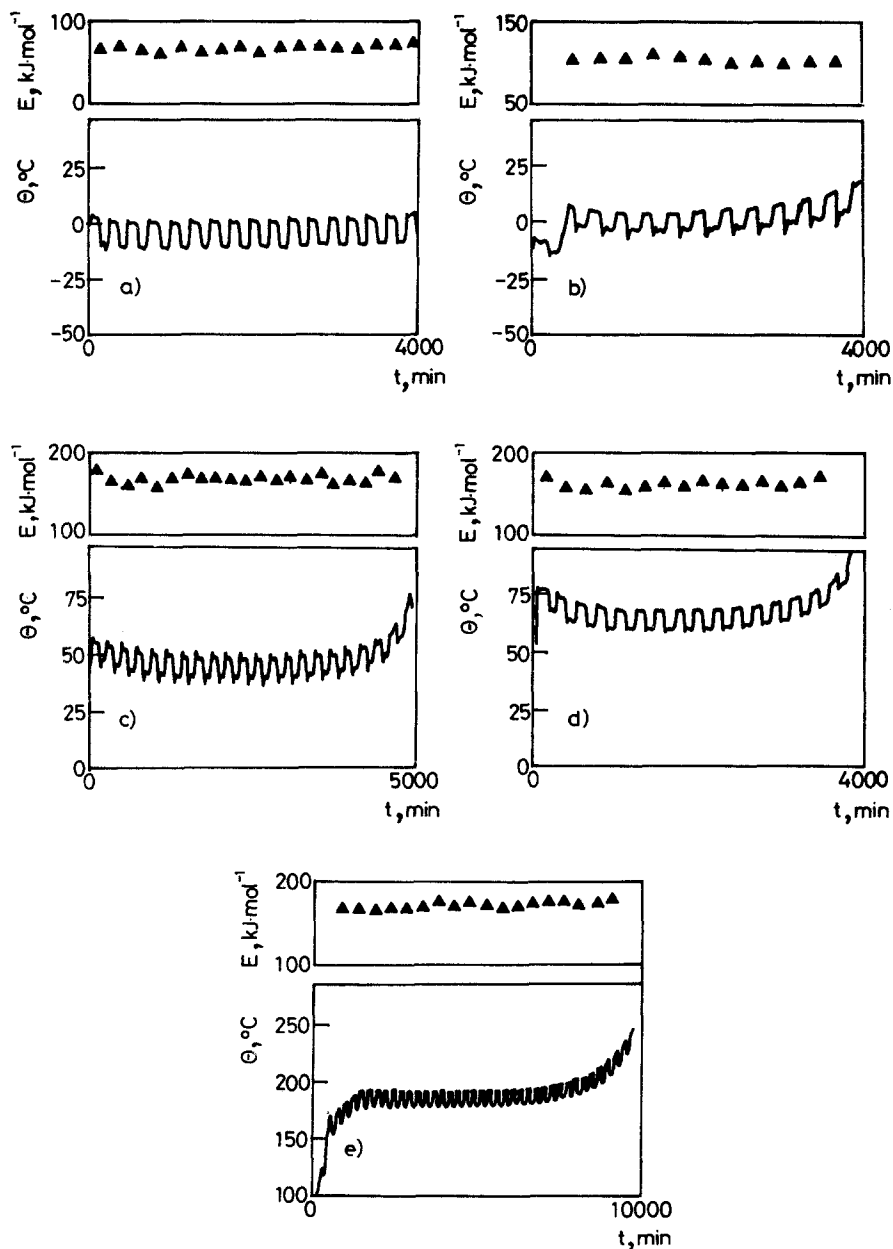 100
E, kJ·mol⁻¹
0
25
Θ, °C
0
-25
a)
-50
0
4000
t, min
150
E, kJ·mol⁻¹
50
25
Θ, °C
0
-25
b)
-50
0
4000
t, min
200
E, kJ·mol⁻¹
100
75
Θ, °C
50
25
c)
0
0
5000
t, min
200
E, kJ·mol⁻¹
100
75
Θ, °C
50
25
d)
0
0
4000
t, min
200
E, kJ·mol⁻¹
100
250
Θ, °C
200
150
e)
100
0
10000
t, min